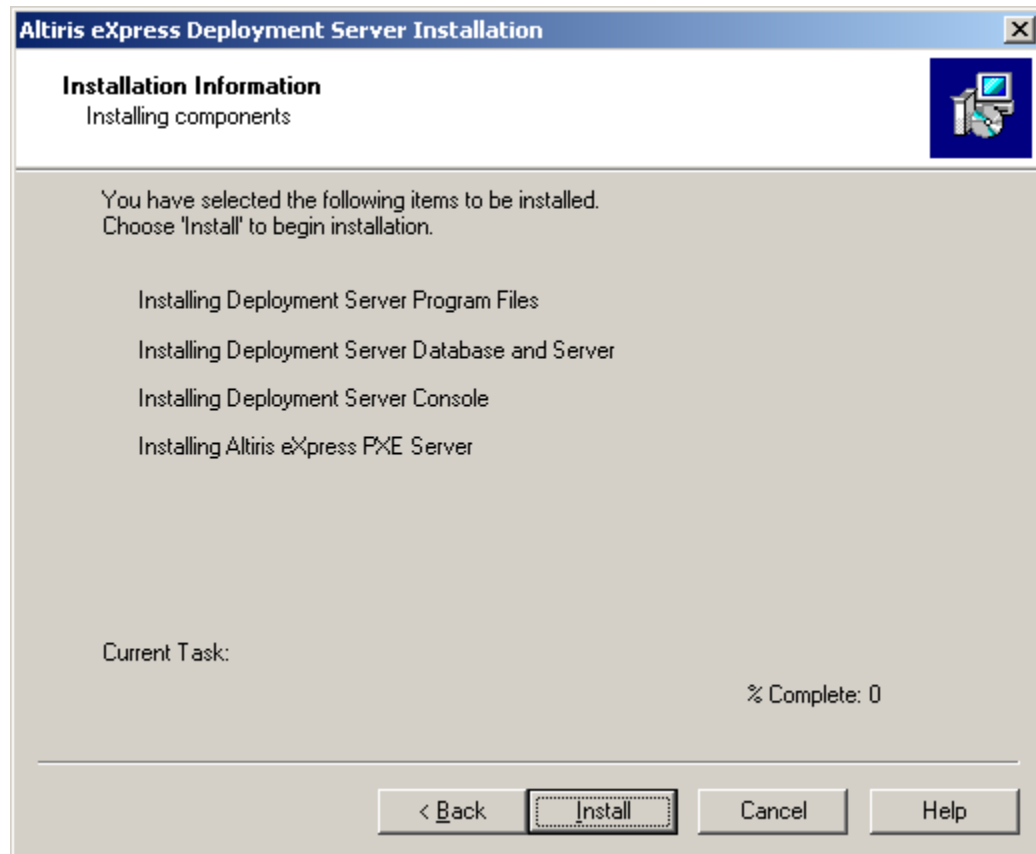 Altiris eXpress Deployment Server Installation
Installation Information
Installing components
You have selected the following items to be installed.
Choose 'Install' to begin installation.
Installing Deployment Server Program Files
Installing Deployment Server Database and Server
Installing Deployment Server Console
Installing Altiris eXpress PXE Server
Current Task:
% Complete: 0
< Back Install Cancel Help